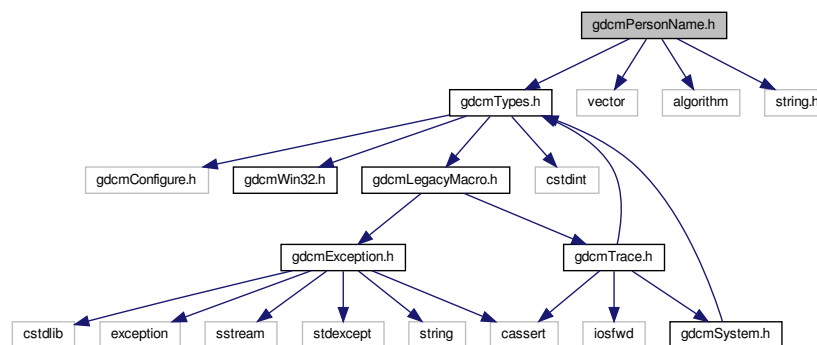 gdcmPersonName.h
gdcmTypes.h
vector
algorithm
string.h
gdcmConfigure.h
gdcmWin32.h
gdcmLegacyMacro.h
cstdint
gdcmException.h
gdcmTrace.h
cstdlib
exception
sstream
stdexcept
string
cassert
iosfwd
gdcmSystem.h